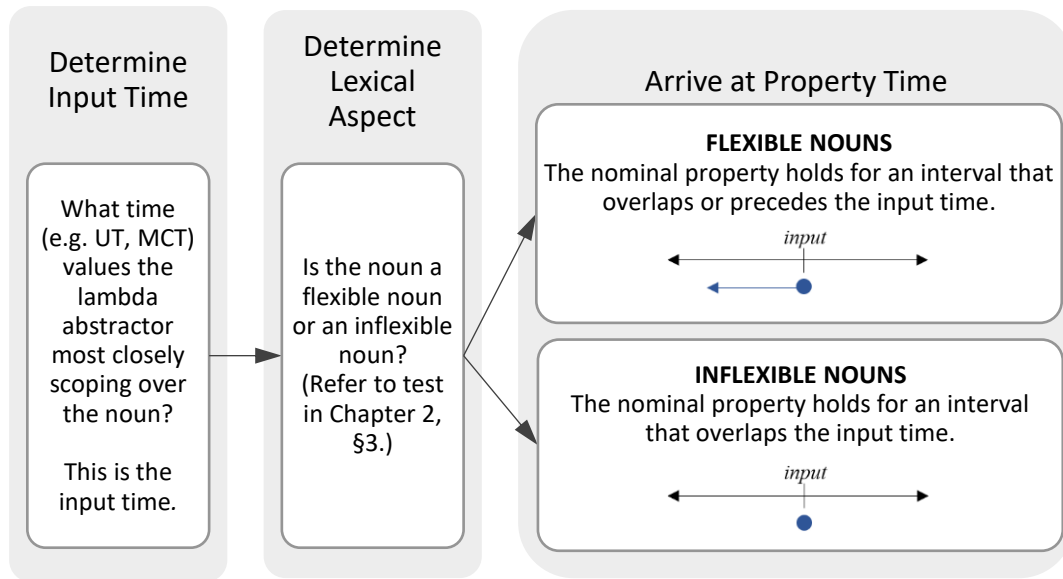 Determine
Input Time
What time
(e.g. UT, MCT)
values the
lambda
abstractor
most closely
scoping over
the noun?
This is the
input time.
Determine
Lexical
Aspect
Is the noun a
flexible noun
or an inflexible
noun?
(Refer to test
in Chapter 2,
§3.)
Arrive at Property Time
FLEXIBLE NOUNS
The nominal property holds for an interval that
overlaps or precedes the input time.
input
INFLEXIBLE NOUNS
The nominal property holds for an interval
that overlaps the input time.
input